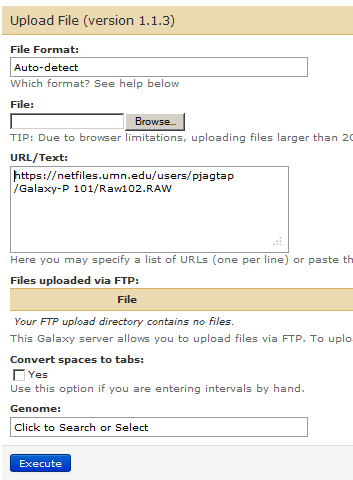 Upload File (version 1.1.3)
File Format:
Auto-detect
Which format? See help below
File:
Browse...
TIP: Due to browser limitations, uploading files larger than 20
URL/Text:
https://netfiles.umn.edu/users/pjagtap
/Galaxy-P 101/Raw102.RAW
Here you may specify a list of URLs (one per line) or paste th
Files uploaded via FTP:
File
Your FTP upload directory contains no files.
This Galaxy server allows you to upload files via FTP. To uploa
Convert spaces to tabs:
Yes
Use this option if you are entering intervals by hand.
Genome:
Click to Search or Select
Execute